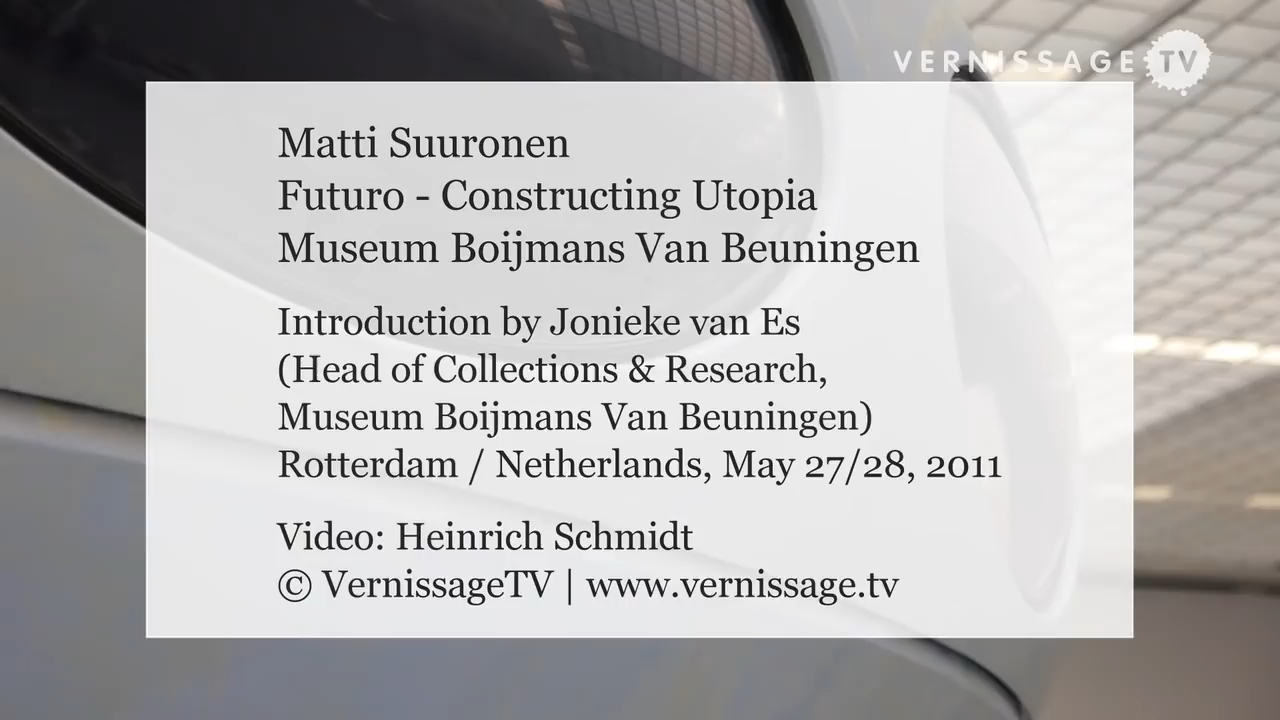 VERNISSAGE TV
Matti Suuronen
Futuro - Constructing Utopia
Museum Boijmans Van Beuningen
Introduction by Jonieke van Es
(Head of Collections & Research,
Museum Boijmans Van Beuningen)
Rotterdam / Netherlands, May 27/28, 2011
Video: Heinrich Schmidt
© VernissageTV | www.vernissage.tv